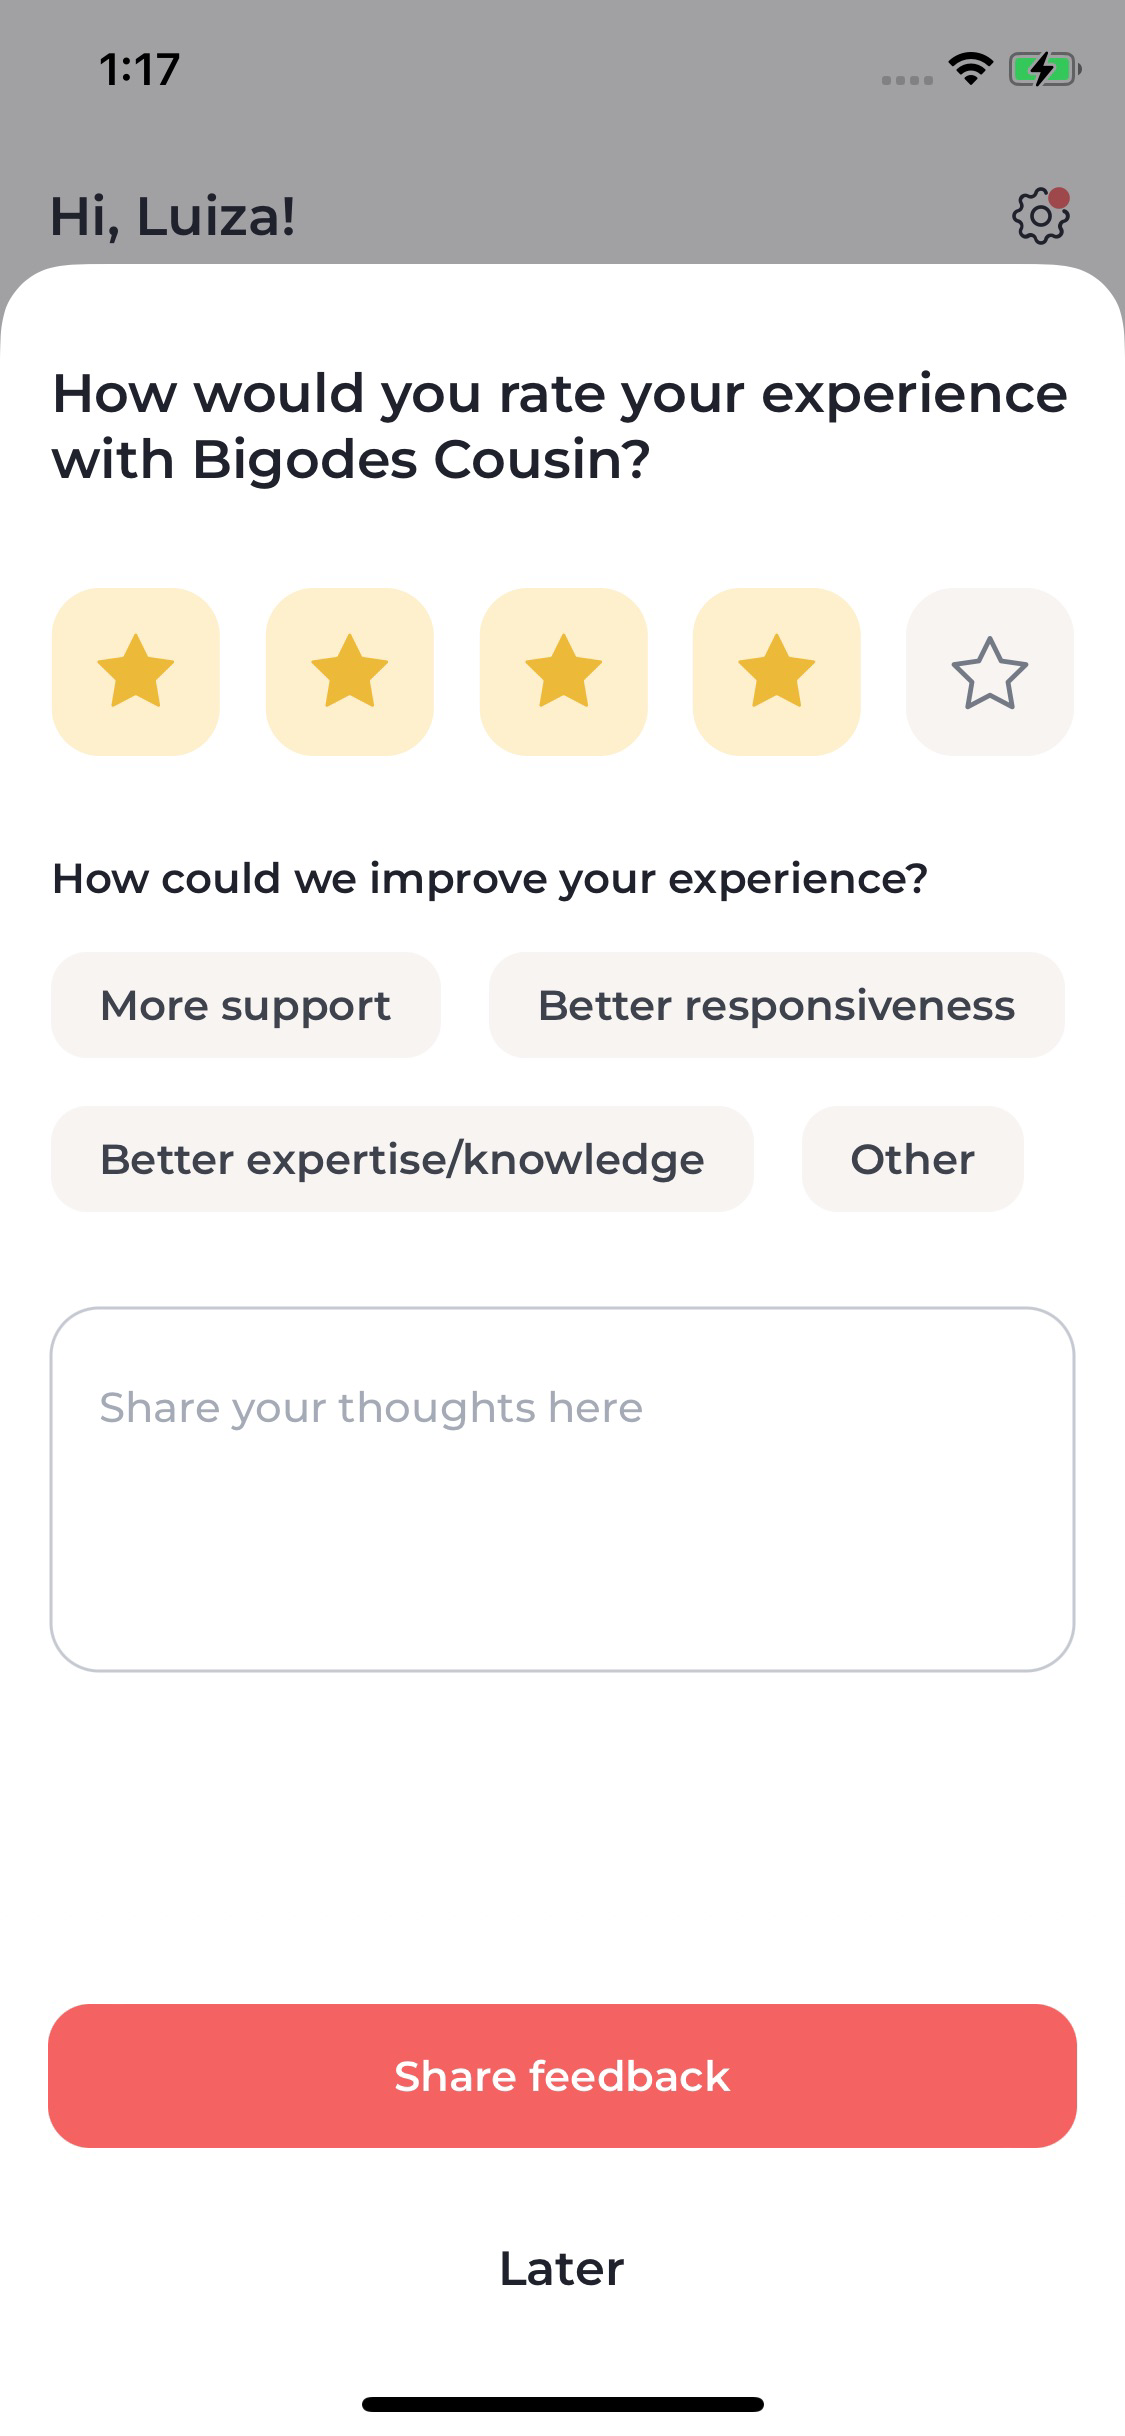 1:17
Hi, Luiza!
How would you rate your experience
with Bigodes Cousin?
How could we improve your experience?
More support
Better responsiveness
Better expertise/knowledge
Other
Share your thoughts here
Share feedback
Later